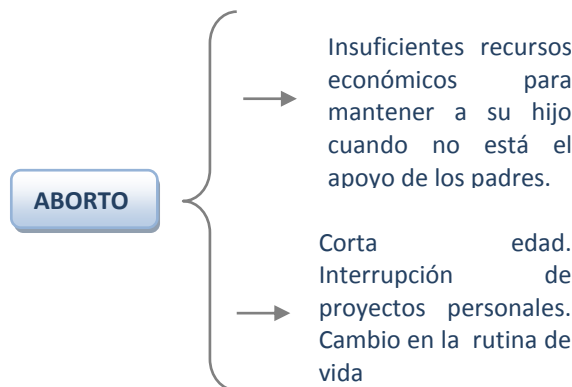 Insuficientes recursos
económicos para
mantener a su hijo
cuando no está el
apoyo de los padres.
ABORTO
Corta edad.
Interrupción de
proyectos personales.
Cambio en la rutina de
vida